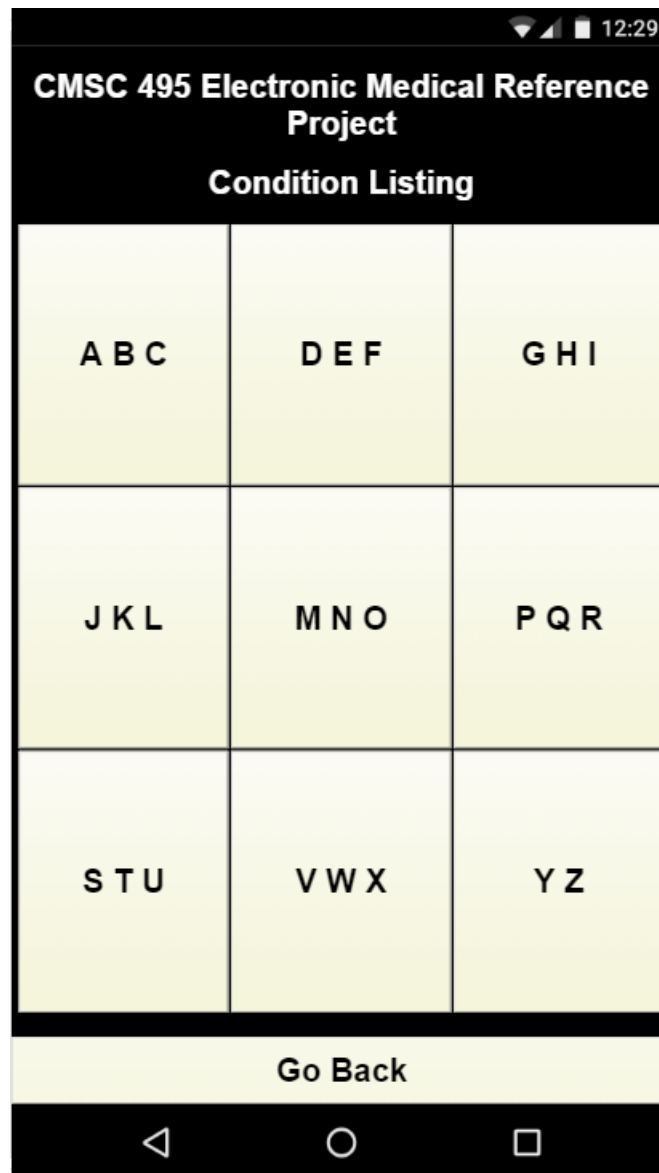 12:29
CMSC 495 Electronic Medical Reference
Project
Condition Listing
A B C
D E F
G H I
J K L
M N O
P Q R
S T U
V W X
Y Z
Go Back